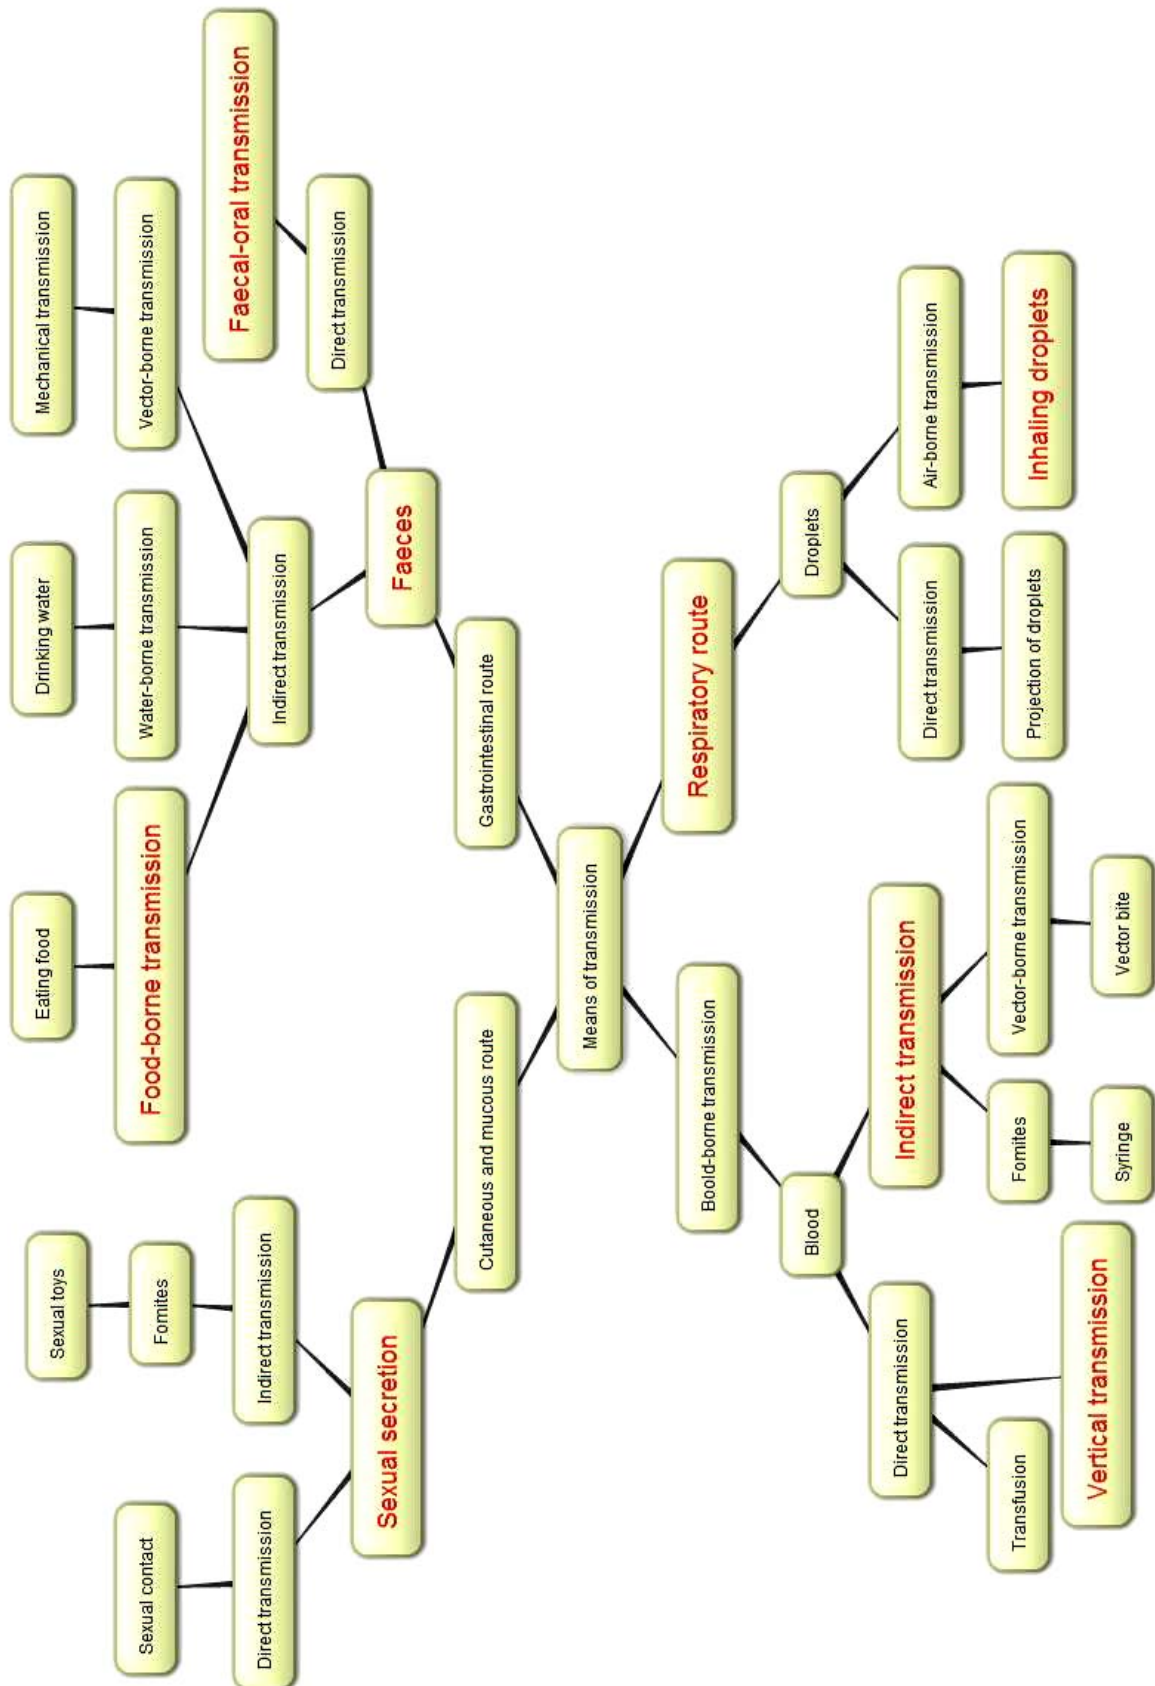 Sexual contact
Direct transmission
Sexual toys
Fomites
Indirect transmission
Sexual secretion
Cutaneous and mucous route
Eating food
Food-borne transmission
Drinking water
Water-borne transmission
Mechanical transmission
Vector-borne transmission
Indirect transmission
Faecal-oral transmission
Direct transmission
Faeces
Gastrointestinal route
Means of transmission
Boold-borne transmission
Blood
Direct transmission
Transfusion
Vertical transmission
Indirect transmission
Fomites
Syringe
Vector-borne transmission
Vector bite
Respiratory route
Droplets
Direct transmission
Projection of droplets
Air-borne transmission
Inhaling droplets